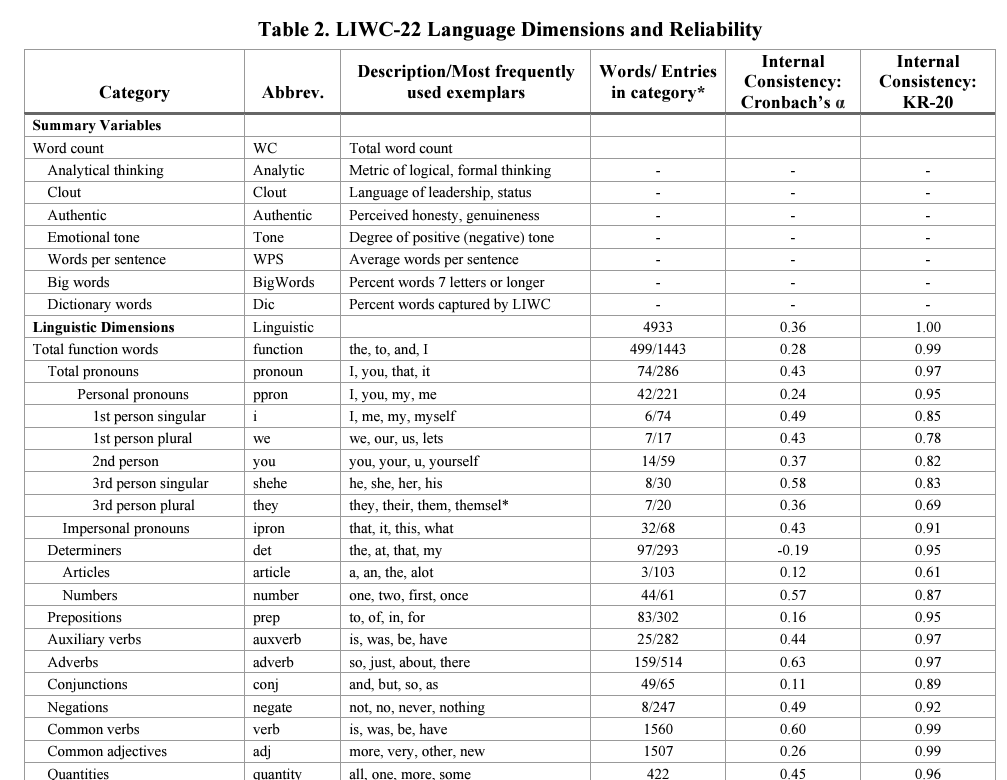 Table 2. LIWC-22 Language Dimensions and Reliability
Category Abbrev. Description/Most frequently used exemplars Words/ Entries in category* Internal Consistency: Cronbach’s α Internal Consistency: KR-20
Summary Variables
Word count WC Total word count
Analytical thinking Analytic Metric of logical, formal thinking - - -
Clout Clout Language of leadership, status - - -
Authentic Authentic Perceived honesty, genuineness - - -
Emotional tone Tone Degree of positive (negative) tone - - -
Words per sentence WPS Average words per sentence - - -
Big words BigWords Percent words 7 letters or longer - - -
Dictionary words Dic Percent words captured by LIWC - - -
Linguistic Dimensions Linguistic 4933 0.36 1.00
Total function words function the, to, and, I 499/1443 0.28 0.99
Total pronouns pronoun I, you, that, it 74/286 0.43 0.97
Personal pronouns ppron I, you, my, me 42/221 0.24 0.95
1st person singular i I, me, my, myself 6/74 0.49 0.85
1st person plural we we, our, us, lets 7/17 0.43 0.78
2nd person you you, your, u, yourself 14/59 0.37 0.82
3rd person singular shehe he, she, her, his 8/30 0.58 0.83
3rd person plural they they, their, them, themsel* 7/20 0.36 0.69
Impersonal pronouns ipron that, it, this, what 32/68 0.43 0.91
Determiners det the, at, that, my 97/293 -0.19 0.95
Articles article a, an, the, alot 3/103 0.12 0.61
Numbers number one, two, first, once 44/61 0.57 0.87
Prepositions prep to, of, in, for 83/302 0.16 0.95
Auxiliary verbs auxverb is, was, be, have 25/282 0.44 0.97
Adverbs adverb so, just, about, there 159/514 0.63 0.97
Conjunctions conj and, but, so, as 49/65 0.11 0.89
Negations negate not, no, never, nothing 8/247 0.49 0.92
Common verbs verb is, was, be, have 1560 0.60 0.99
Common adjectives adj more, very, other, new 1507 0.26 0.99
Quantities quantity all, one, more, some 422 0.45 0.96